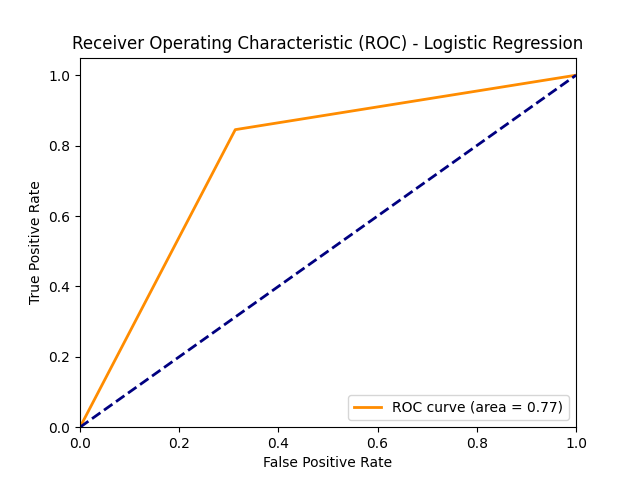 Receiver Operating Characteristic (ROC) - Logistic Regression
1.0
0.8
0.6
0.4
0.2
0.0
True Positive Rate
ROC curve (area = 0.77)
0.0 0.2 0.4 0.6 0.8 1.0
False Positive Rate